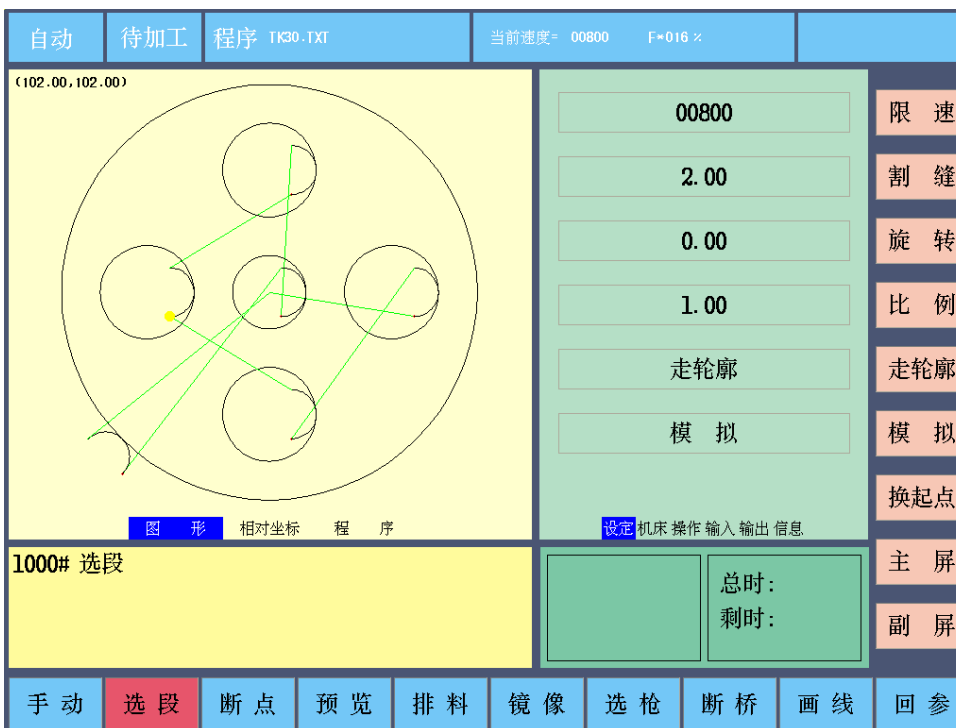 自动 待加工 程序 TK30.TXT 当前速度= 00800 F*016 %
(102.00,102.00)
00800
2.00
0.00
1.00
走轮廓
模 拟
限 速
割 缝
旋 转
比 例
走轮廓
模 拟
换起点
主 屏
副 屏
图 形 相对坐标 程 序
设定 机床 操作 输入 输出 信息
1000# 选段
总时:
剩时:
手 动 选 段 断 点 预 览 排 料 镜 像 选 枪 断 桥 画 线 回 参